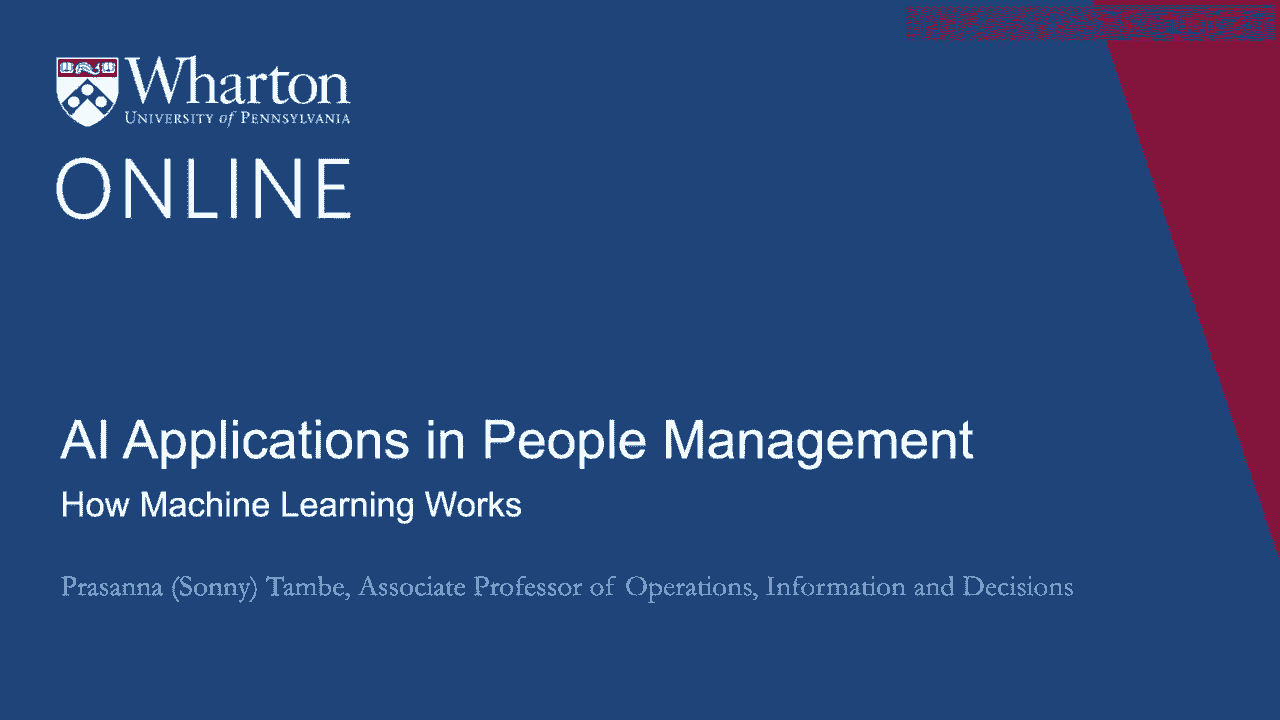 Wharton
UNIVERSITY of PENNSYLVANIA
ONLINE
AI Applications in People Management
How Machine Learning Works
Prasanna (Sonny) Tambe, Associate Professor of Operations, Information and Decisions